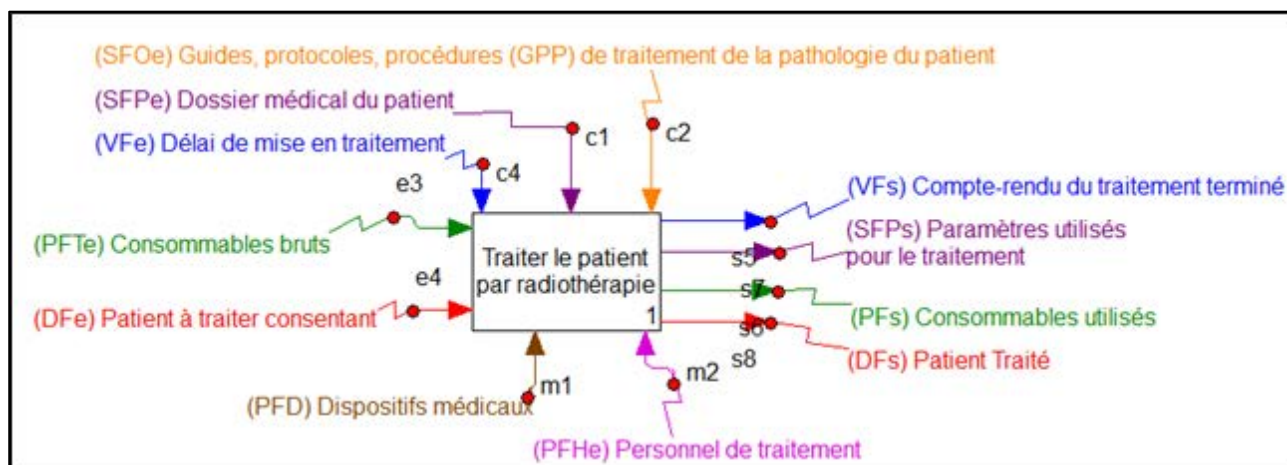 (SFOe) Guides, protocoles, procédures (GPP) de traitement de la pathologie du patient
(SFPe) Dossier médical du patient
c1
c2
(VFe) Délai de mise en traitement
c4
e3
(VFs) Compte-rendu du traitement terminé
(PFTe) Consommables bruts
(SFPs) Paramètres utilisés
pour le traitement
s5
Traiter le patient
par radiothérapie
1
e4
s7
(DFe) Patient à traiter consentant
(PFs) Consommables utilisés
s6
s8
(DFs) Patient Traité
m1
m2
(PFD) Dispositifs médicaux
(PFHe) Personnel de traitement